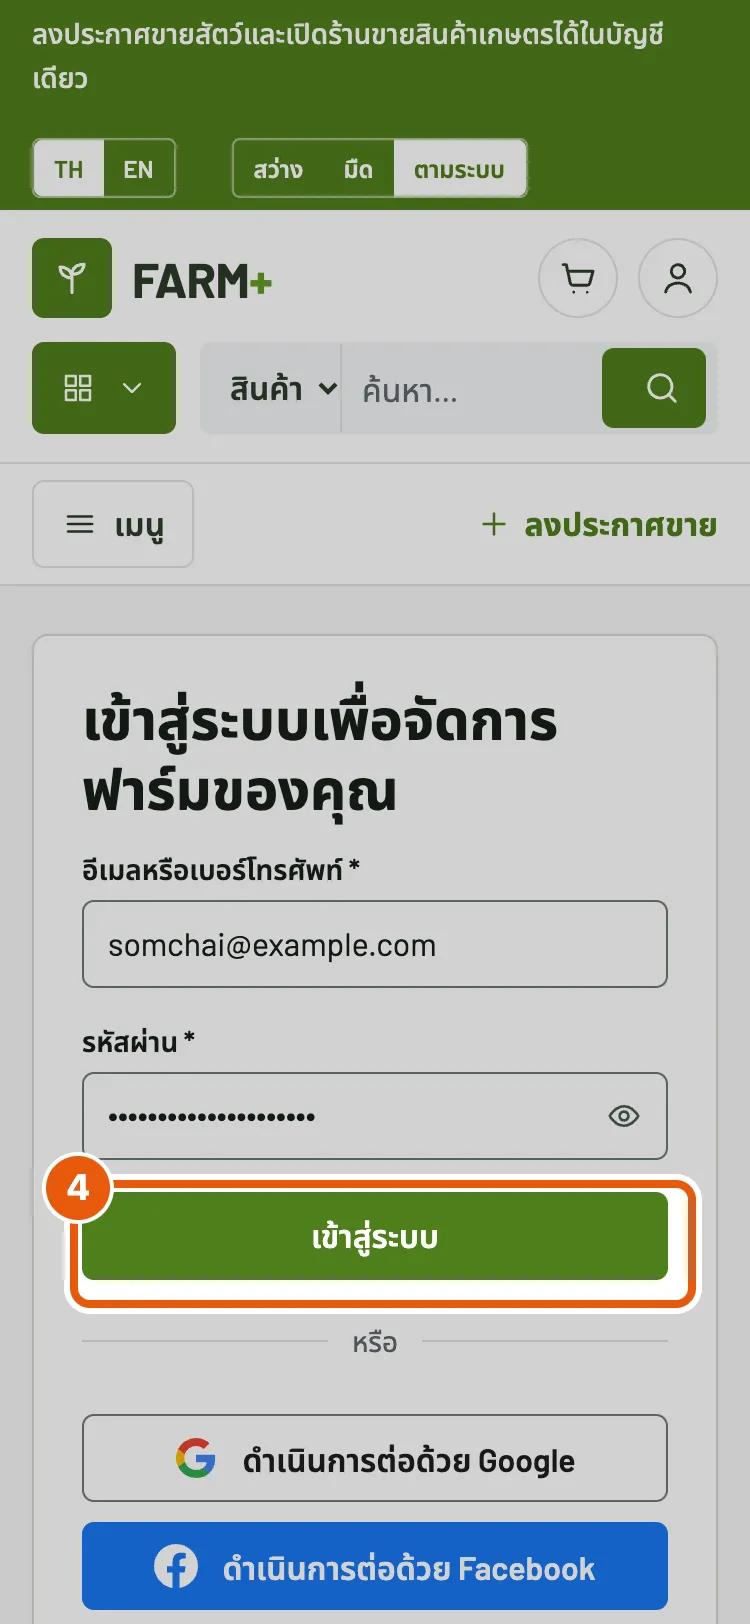 ลงประกาศขายสัตว์และเปิดร้านขายสินค้าเกษตรได้ในบัญชี
เดียว
TH EN สว่าง มืด ตามระบบ
FARM+
สินค้า ค้นหา...
เมนู + ลงประกาศขาย
เข้าสู่ระบบเพื่อจัดการ
ฟาร์มของคุณ
อีเมลหรือเบอร์โทรศัพท์ *
somchai@example.com
รหัสผ่าน *
••••••••••••••••••••••
4
เข้าสู่ระบบ
หรือ
ดำเนินการต่อด้วย Google
ดำเนินการต่อด้วย Facebook